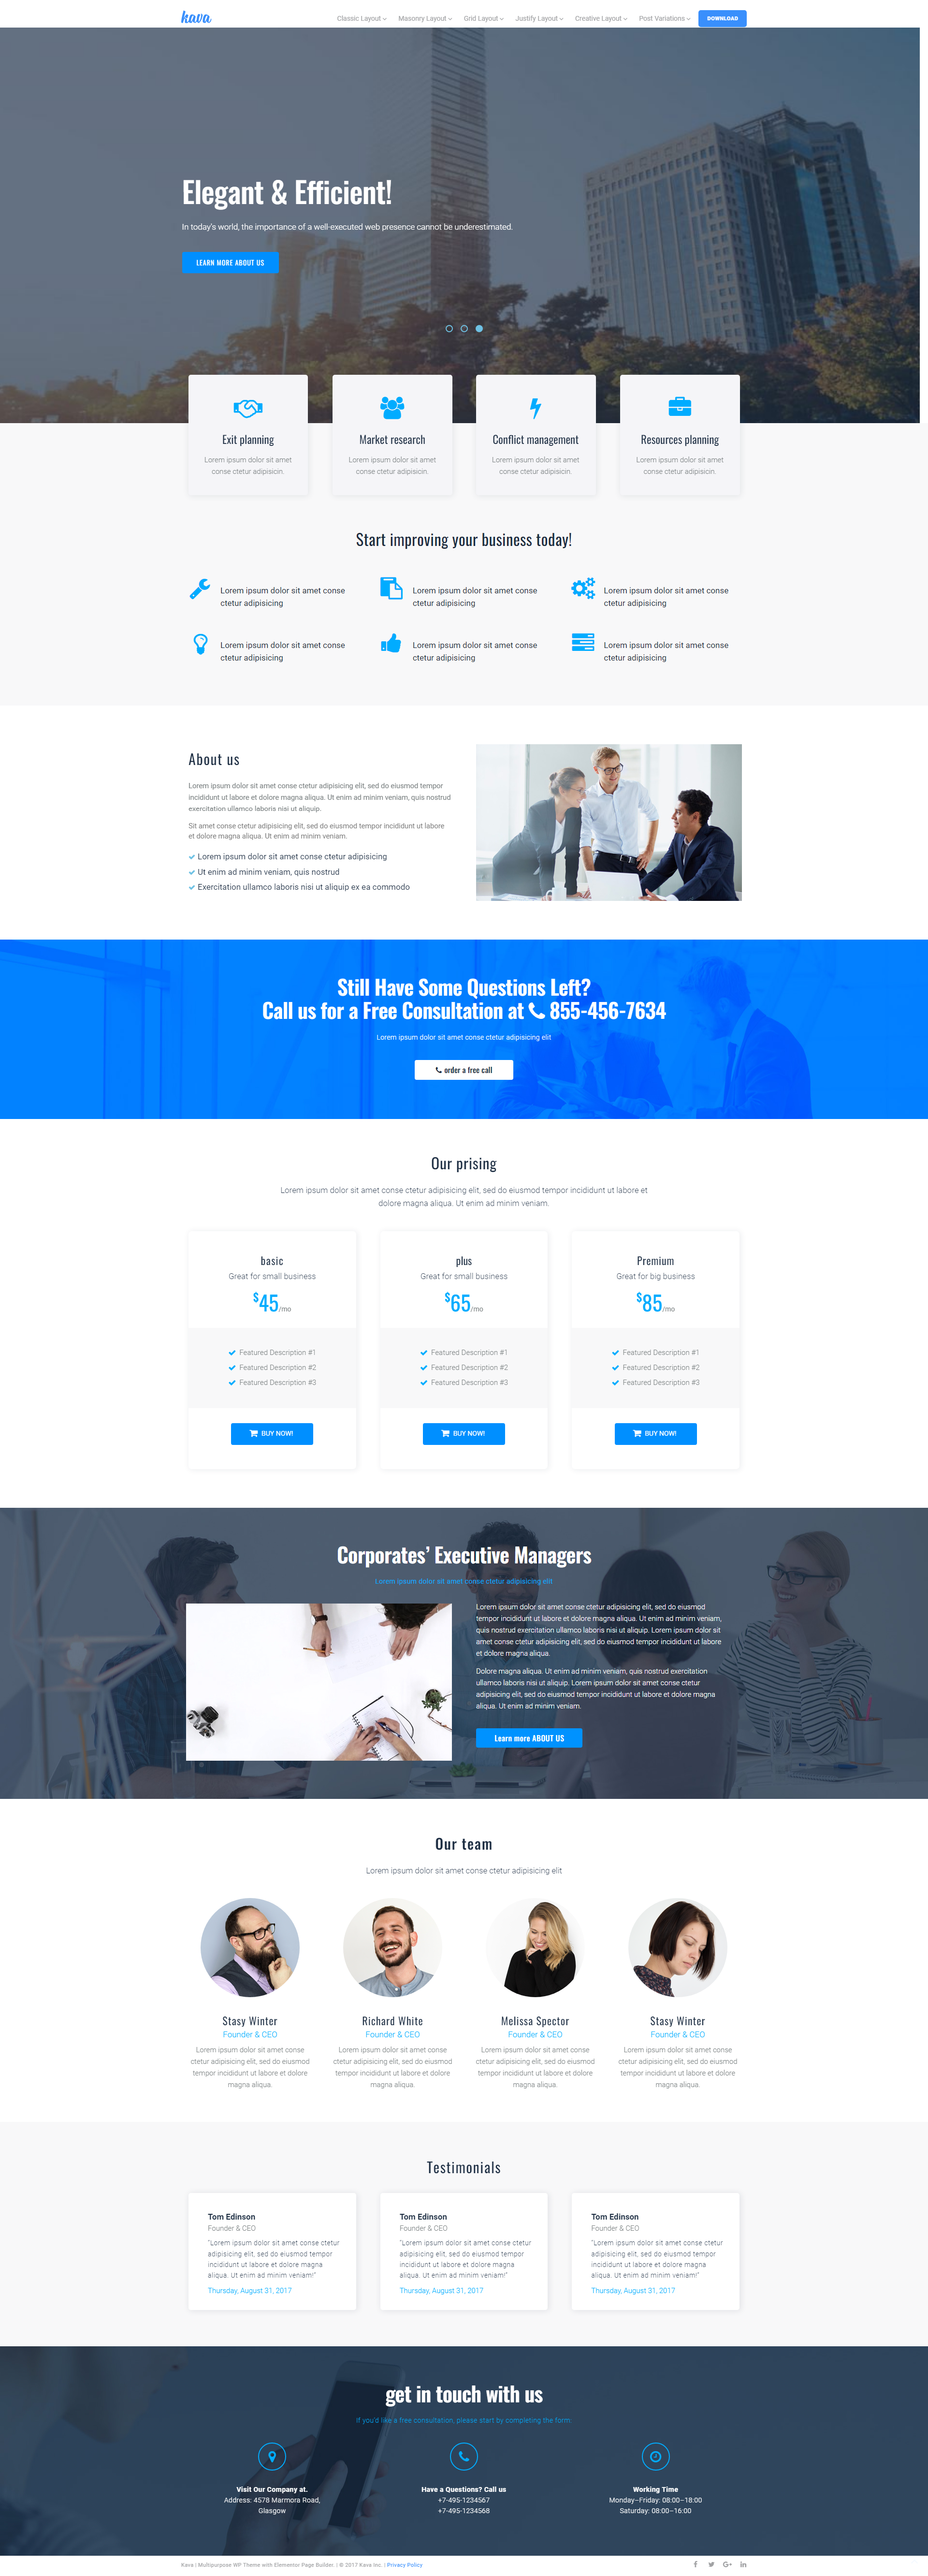 kava
Classic Layout Masonry Layout Grid Layout Justify Layout Creative Layout Post Variations DOWNLOAD
Elegant & Efficient!
In today's world, the importance of a well-executed web presence cannot be underestimated.
LEARN MORE ABOUT US
Exit planning
Lorem ipsum dolor sit amet
conse ctetur adipisicin.
Market research
Lorem ipsum dolor sit amet
conse ctetur adipisicin.
Conflict management
Lorem ipsum dolor sit amet
conse ctetur adipisicin.
Resources planning
Lorem ipsum dolor sit amet
conse ctetur adipisicin.
Start improving your business today!
Lorem ipsum dolor sit amet conse
ctetur adipisicing
Lorem ipsum dolor sit amet conse
ctetur adipisicing
Lorem ipsum dolor sit amet conse
ctetur adipisicing
Lorem ipsum dolor sit amet conse
ctetur adipisicing
Lorem ipsum dolor sit amet conse
ctetur adipisicing
Lorem ipsum dolor sit amet conse
ctetur adipisicing
About us
Lorem ipsum dolor sit amet conse ctetur adipisicing elit, sed do eiusmod tempor
incididunt ut labore et dolore magna aliqua. Ut enim ad minim veniam, quis nostrud
exercitation ullamco laboris nisi ut aliquip.
Sit amet conse ctetur adipisicing elit, sed do eiusmod tempor incididunt ut labore
et dolore magna aliqua. Ut enim ad minim veniam.
Lorem ipsum dolor sit amet conse ctetur adipisicing
Ut enim ad minim veniam, quis nostrud
Exercitation ullamco laboris nisi ut aliquip ex ea commodo
Still Have Some Questions Left?
Call us for a Free Consultation at 855-456-7634
Lorem ipsum dolor sit amet conse ctetur adipisicing elit
order a free call
Our prising
Lorem ipsum dolor sit amet conse ctetur adipisicing elit, sed do eiusmod tempor incididunt ut labore et
dolore magna aliqua. Ut enim ad minim veniam.
basic
Great for small business
$45/mo
Featured Description #1
Featured Description #2
Featured Description #3
BUY NOW!
plus
Great for small business
$65/mo
Featured Description #1
Featured Description #2
Featured Description #3
BUY NOW!
Premium
Great for big business
$85/mo
Featured Description #1
Featured Description #2
Featured Description #3
BUY NOW!
Corporates' Executive Managers
Lorem ipsum dolor sit amet conse ctetur adipisicing elit
Lorem ipsum dolor sit amet conse ctetur adipisicing elit, sed do eiusmod
tempor incididunt ut labore et dolore magna aliqua. Ut enim ad minim veniam,
quis nostrud exercitation ullamco laboris nisi ut aliquip. Lorem ipsum dolor sit
amet conse ctetur adipisicing elit, sed do eiusmod tempor incididunt ut labore
et dolore magna aliqua.
Dolore magna aliqua. Ut enim ad minim veniam, quis nostrud exercitation
ullamco laboris nisi ut aliquip. Lorem ipsum dolor sit amet conse ctetur
adipisicing elit, sed do eiusmod tempor incididunt ut labore et dolore magna
aliqua. Ut enim ad minim veniam.
Learn more ABOUT US
Our team
Lorem ipsum dolor sit amet conse ctetur adipisicing elit
Stasy Winter
Founder & CEO
Lorem ipsum dolor sit amet conse
ctetur adipisicing elit, sed do eiusmod
tempor incididunt ut labore et dolore
magna aliqua.
Richard White
Founder & CEO
Lorem ipsum dolor sit amet conse
ctetur adipisicing elit, sed do eiusmod
tempor incididunt ut labore et dolore
magna aliqua.
Melissa Spector
Founder & CEO
Lorem ipsum dolor sit amet conse
ctetur adipisicing elit, sed do eiusmod
tempor incididunt ut labore et dolore
magna aliqua.
Stasy Winter
Founder & CEO
Lorem ipsum dolor sit amet conse
ctetur adipisicing elit, sed do eiusmod
tempor incididunt ut labore et dolore
magna aliqua.
Testimonials
Tom Edinson
Founder & CEO
"Lorem ipsum dolor sit amet conse ctetur
adipisicing elit, sed do eiusmod tempor
incididunt ut labore et dolore magna
aliqua. Ut enim ad minim veniam!"
Thursday, August 31, 2017
Tom Edinson
Founder & CEO
"Lorem ipsum dolor sit amet conse ctetur
adipisicing elit, sed do eiusmod tempor
incididunt ut labore et dolore magna
aliqua. Ut enim ad minim veniam!"
Thursday, August 31, 2017
Tom Edinson
Founder & CEO
"Lorem ipsum dolor sit amet conse ctetur
adipisicing elit, sed do eiusmod tempor
incididunt ut labore et dolore magna
aliqua. Ut enim ad minim veniam!"
Thursday, August 31, 2017
get in touch with us
If you'd like a free consultation, please start by completing the form:
Visit Our Company at.
Address: 4578 Marmora Road,
Glasgow
Have a Questions? Call us
+7-495-1234567
+7-495-1234568
Working Time
Monday–Friday: 08:00–18:00
Saturday: 08:00–16:00
Kava | Multipurpose WP Theme with Elementor Page Builder. | © 2017 Kava Inc. | Privacy Policy